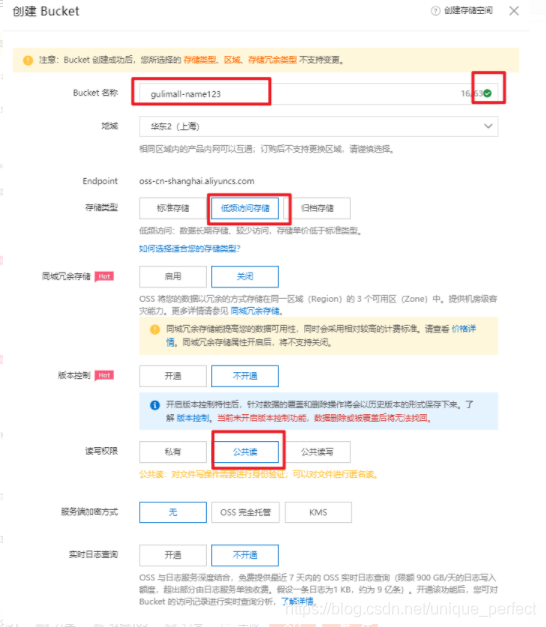 创建 Bucket
创建存储空间
注意：Bucket 创建成功后，您所选择的 存储类型、区域、存储冗余类型 不支持变更。
Bucket 名称
gulimall-name123
16/63
地域
华东2（上海）
相同区域内的产品内网可以互通；订购后不支持更换区域，请谨慎选择。
Endpoint
oss-cn-shanghai.aliyuncs.com
存储类型
标准存储
低频访问存储
归档存储
低频访问：数据长期存储、较少访问，存储单价低于标准类型。
如何选择适合您的存储类型？
同城冗余存储 Hot
启用
关闭
OSS 将您的数据以冗余的方式存储在同一区域（Region）的 3 个可用区（Zone）中。提供机房级容
灾能力。更多详情请参见 同城冗余存储。
同城冗余存储能提高您的数据可用性，同时会采用相对较高的计费标准。请查看 价格详
情。同城冗余存储属性开启后，将不支持关闭。
版本控制 Hot
开通
不开通
开启版本控制特性后，针对数据的覆盖和删除操作将会以历史版本的形式保存下来。了
解 版本控制。当前未开启版本控制功能，数据删除或被覆盖后将无法找回。
读写权限
私有
公共读
公共读写
公共读：对文件写操作需要进行身份验证；可以对文件进行匿名读。
服务端加密方式
无
OSS 完全托管
KMS
实时日志查询
开通
不开通
OSS 与日志服务深度结合，免费提供最近 7 天内的 OSS 实时日志查询（限额 900 GB/天的日志写入
额度，超出部分由日志服务单独收费。假设一条日志为1 KB，约为 9 亿条）。开通该功能后，您可对
Bucket 的访问记录进行实时查询分析，了解详情。
https://blog.csdn.net/unique_perfect